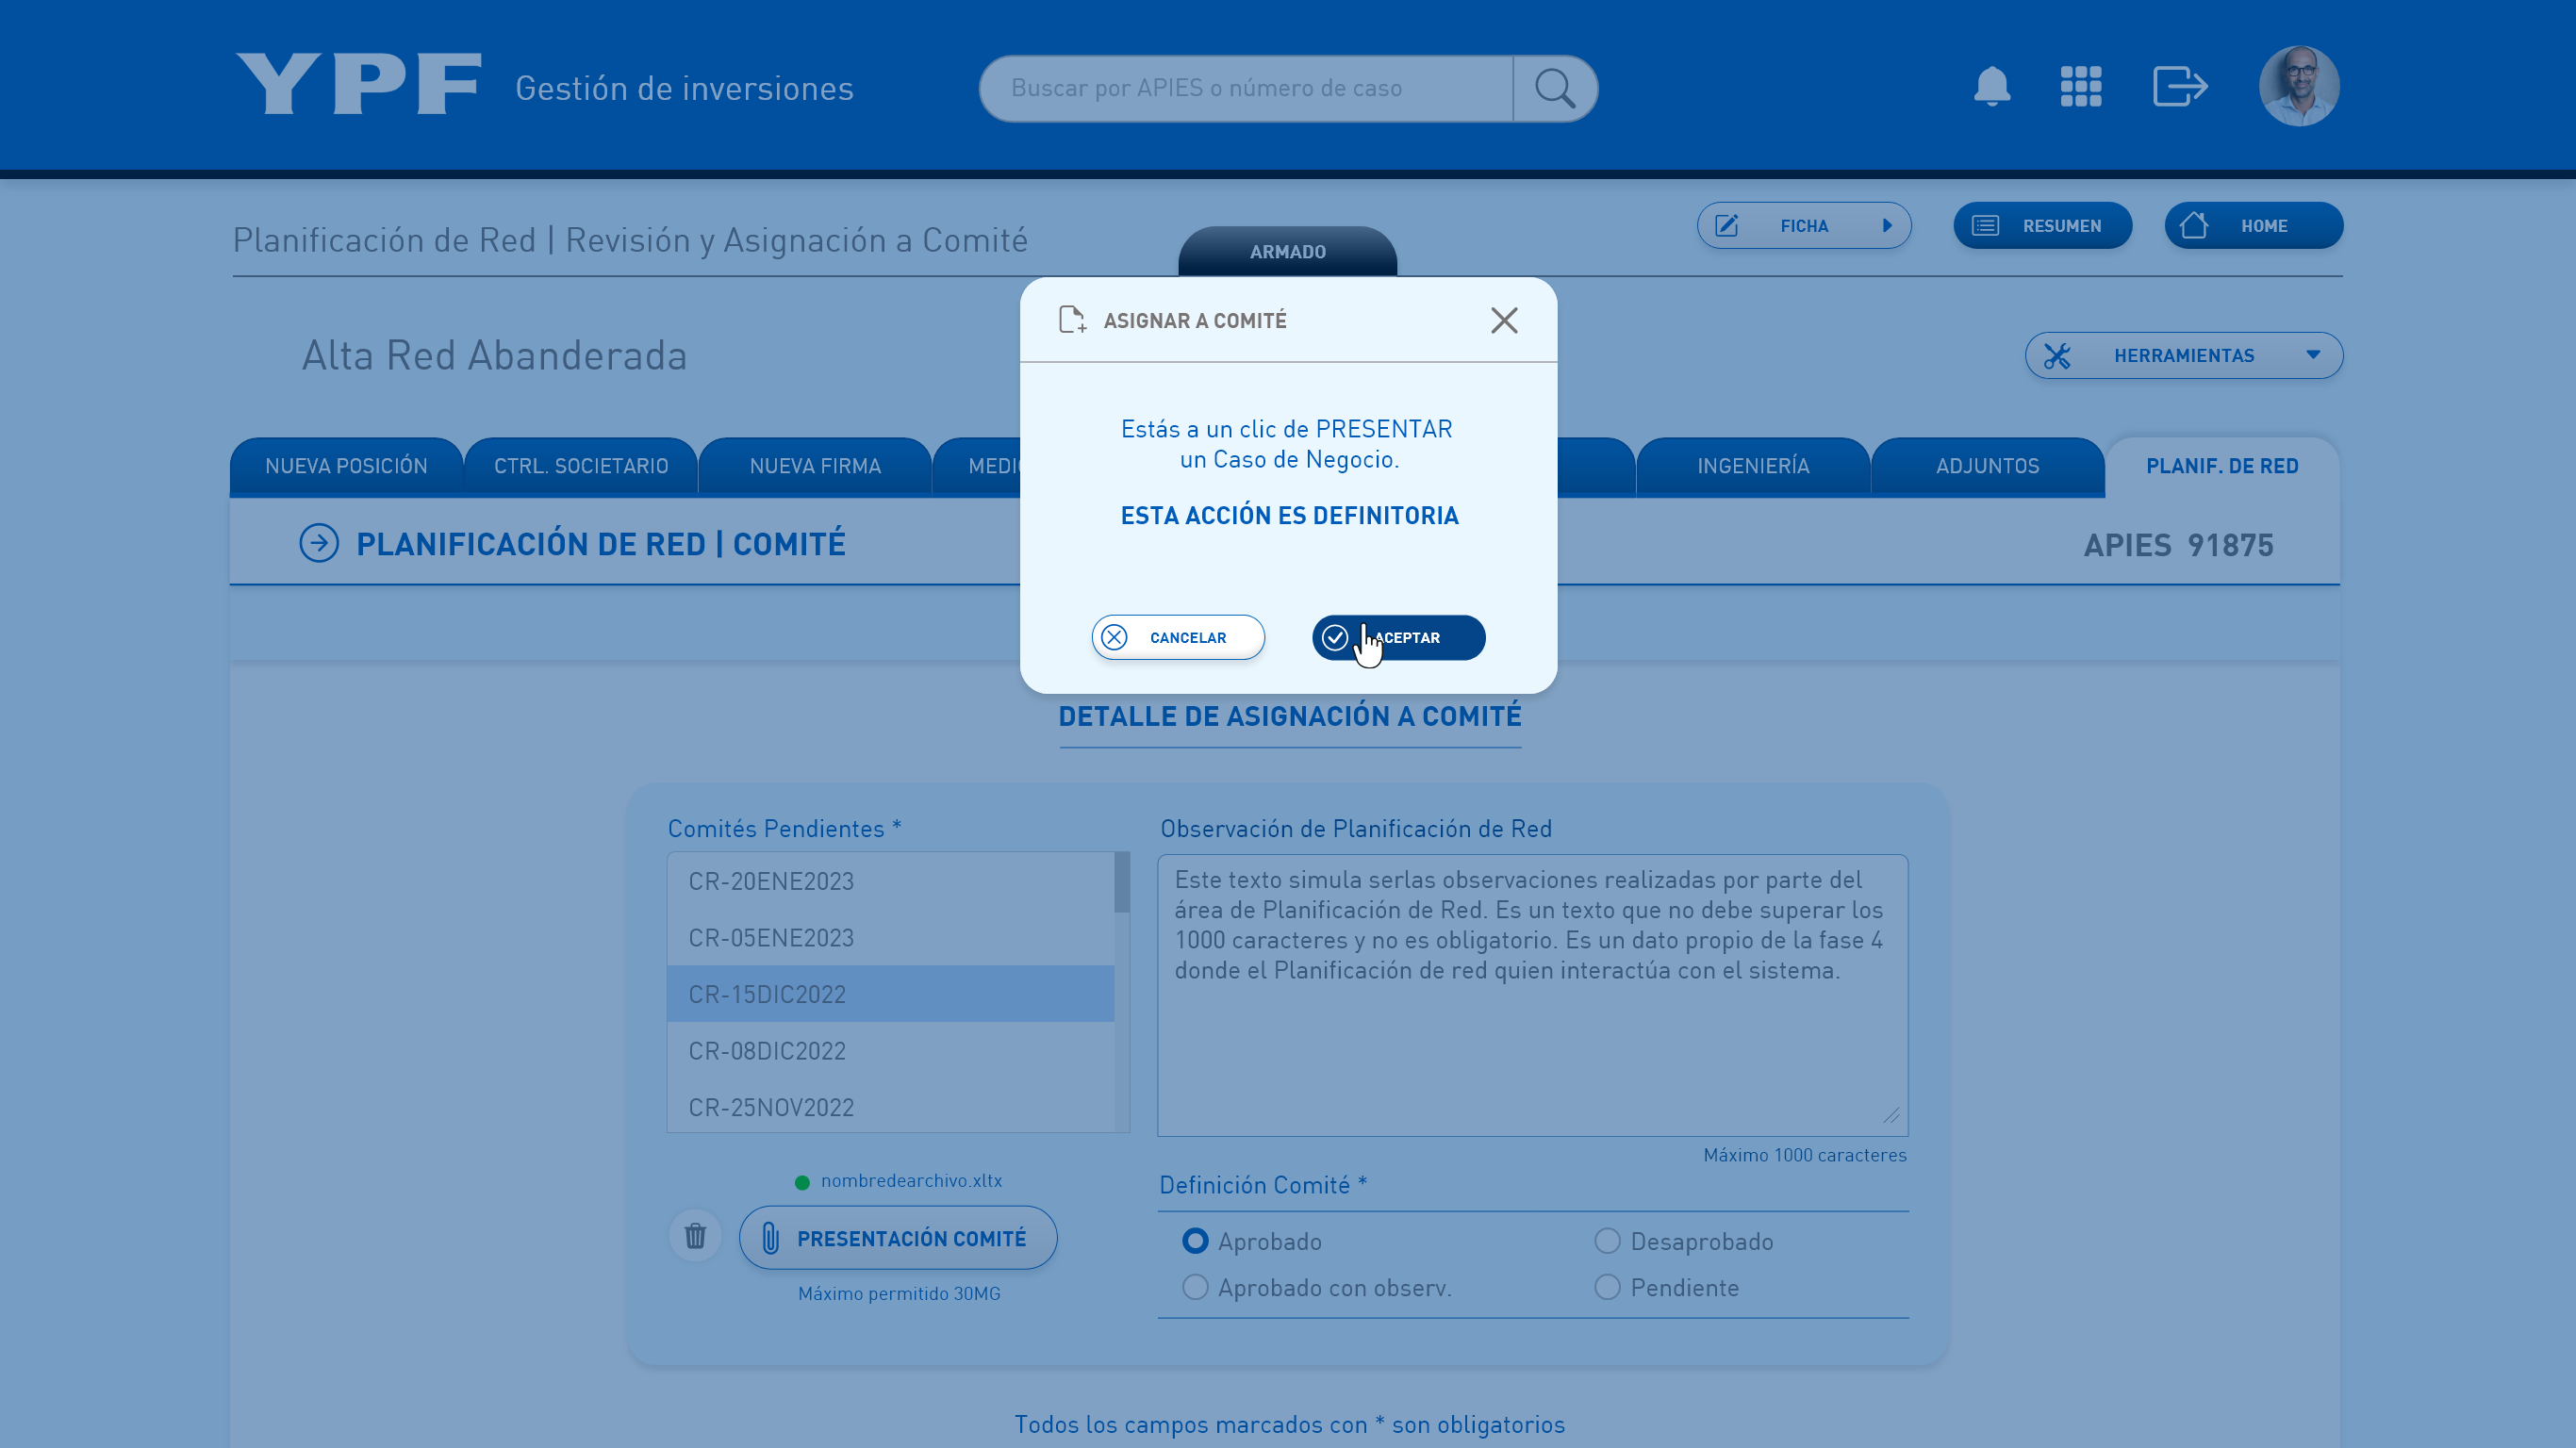 YPF Gestión de inversiones
Buscar por APIES o número de caso
Planificación de Red | Revisión y Asignación a Comité
ARMADO
FICHA
RESUMEN
HOME
ASIGNAR A COMITÉ
Alta Red Abanderada
HERRAMIENTAS
Estás a un clic de PRESENTAR
un Caso de Negocio.
ESTA ACCIÓN ES DEFINITORIA
CANCELAR
ACEPTAR
NUEVA POSICIÓN
CTRL. SOCIETARIO
NUEVA FIRMA
INGENIERÍA
ADJUNTOS
PLANIF. DE RED
PLANIFICACIÓN DE RED | COMITÉ
APIES 91875
DETALLE DE ASIGNACIÓN A COMITÉ
Comités Pendientes *
CR-20ENE2023
CR-05ENE2023
CR-15DIC2022
CR-08DIC2022
CR-25NOV2022
nombredearchivo.xltx
PRESENTACIÓN COMITÉ
Máximo permitido 30MG
Observación de Planificación de Red
Este texto simula serlas observaciones realizadas por parte del
área de Planificación de Red. Es un texto que no debe superar los
1000 caracteres y no es obligatorio. Es un dato propio de la fase 4
donde el Planificación de red quien interactúa con el sistema.
Máximo 1000 caracteres
Definición Comité *
Aprobado
Desaprobado
Aprobado con observ.
Pendiente
Todos los campos marcados con * son obligatorios